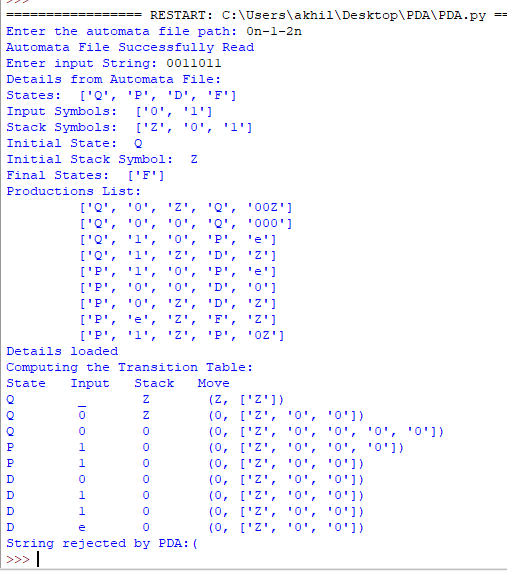 >>>
================= RESTART: C:\Users\akhil\Desktop\PDA\PDA.py ==
Enter the automata file path: 0n-1-2n
Automata File Successfully Read
Enter input String: 0011011
Details from Automata File:
States:  ['Q', 'P', 'D', 'F']
Input Symbols:  ['0', '1']
Stack Symbols:  ['Z', '0', '1']
Initial State:  Q
Initial Stack Symbol:  Z
Final States:  ['F']
Productions List:
['Q', '0', 'Z', 'Q', '00Z']
['Q', '0', '0', 'Q', '000']
['Q', '1', '0', 'P', 'e']
['Q', '1', 'Z', 'D', 'Z']
['P', '1', '0', 'P', 'e']
['P', '0', '0', 'D', '0']
['P', '0', 'Z', 'D', 'Z']
['P', 'e', 'Z', 'F', 'Z']
['P', '1', 'Z', 'P', '0Z']
Details loaded
Computing the Transition Table:
State   Input   Stack   Move
Q        _       Z       (Z, ['Z'])
Q        0       Z       (0, ['Z', '0', '0'])
Q        0       0       (0, ['Z', '0', '0', '0', '0'])
P        1       0       (0, ['Z', '0', '0', '0'])
P        1       0       (0, ['Z', '0', '0'])
D        0       0       (0, ['Z', '0', '0'])
D        1       0       (0, ['Z', '0', '0'])
D        1       0       (0, ['Z', '0', '0'])
D        e       0       (0, ['Z', '0', '0'])
String rejected by PDA:(
>>>